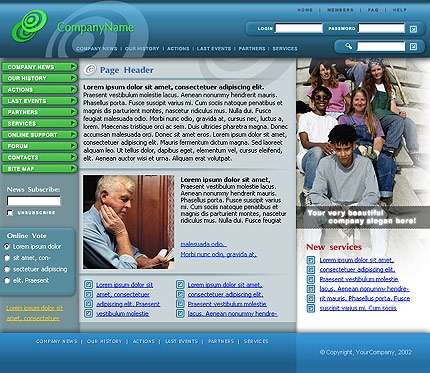 HOME | MEMBERS | FAQ | HELP
CompanyName
LOGIN PASSWORD
COMPANY NEWS | OUR HISTORY | ACTIONS | LAST EVENTS | PARTNERS | SERVICES
COMPANY NEWS
OUR HISTORY
ACTIONS
LAST EVENTS
PARTNERS
SERVICES
ONLINE SUPPORT
FORUM
CONTACTS
SITE MAP
News Subscribe:
UNSUBSCRIBE
Online Vote
Lorem ipsum dolor
sit amet, con-
sectetuer adipiscing
elit. Praesent
Lorem ipsum dolor sit
amet, consectetuer
Page Header
Lorem ipsum dolor sit amet, consectetuer adipiscing elit.
Praesent vestibulum molestie lacus. Aenean nonummy hendrerit mauris.
Phasellus porta. Fusce suscipit varius mi. Cum sociis natoque penatibus et
magnis dis parturient montes, nascetur ridiculus mus. Nulla dui. Fusce
feugiat malesuada odio. Morbi nunc odio, gravida at, cursus nec, luctus a,
lorem. Maecenas tristique orci ac sem. Duis ultricies pharetra magna. Donec
accumsan malesuada orci. Donec sit amet eros. Lorem ipsum dolor sit amet,
consectetuer adipiscing elit. Mauris fermentum dictum magna. Sed laoreet
aliquam leo. Ut tellus dolor, dapibus eget, elementum vel, cursus eleifend,
elit. Aenean auctor wisi et urna. Aliquam erat volutpat.
Lorem ipsum dolor sit amet,
Praesent vestibulum molestie lacus.
Aenean nonummy hendrerit mauris.
Phasellus porta. Fusce suscipit varius mi.
Cum sociis natoque penatibus et
magnis dis parturient montes, nascetur
ridiculus mus. Nulla dui. Fusce feugiat
malesuada odio.
Morbi nunc odio, gravida at,
Lorem ipsum dolor sit
amet, consectetuer
adipiscing elit. Praesent
vestibulum molestie
Lorem ipsum dolor sit
amet, consectetuer
Praesent vestibulum molestie
lacus. Aenean nonummy hendre-
Your very beautiful
company slogan here!
New services
Lorem ipsum dolor sit amet,
consectetuer adipiscing elit.
Praesent vestibulum molestie
lacus. Aenean nonummy hendre-
rit mauris. Phasellus porta. Fusce
suscipit varius mi. Cum sociis
COMPANY NEWS | OUR HISTORY | ACTIONS | LAST EVENTS | PARTNERS | SERVICES
© Copyright, YourCompany, 2002